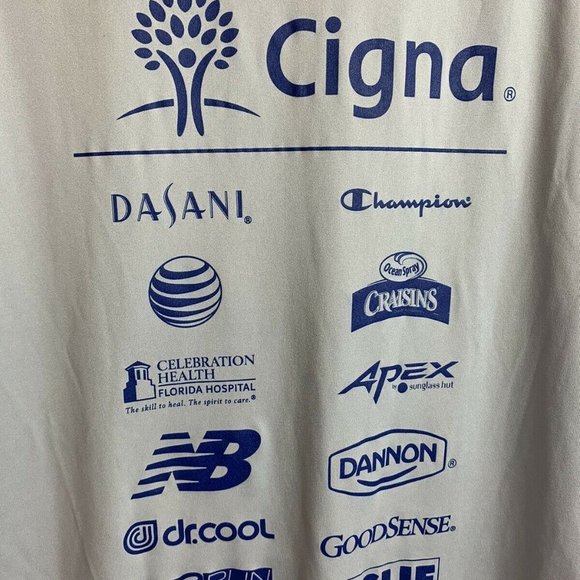 Cigna®
DASANI®
Champion®
Ocean Spray
CRAISINS
CELEBRATION
HEALTH
FLORIDA HOSPITAL
The skill to heal. The spirit to care.®
APEX
by sunglass hut
NB
DANNON®
dr.cool
GOODSENSE®